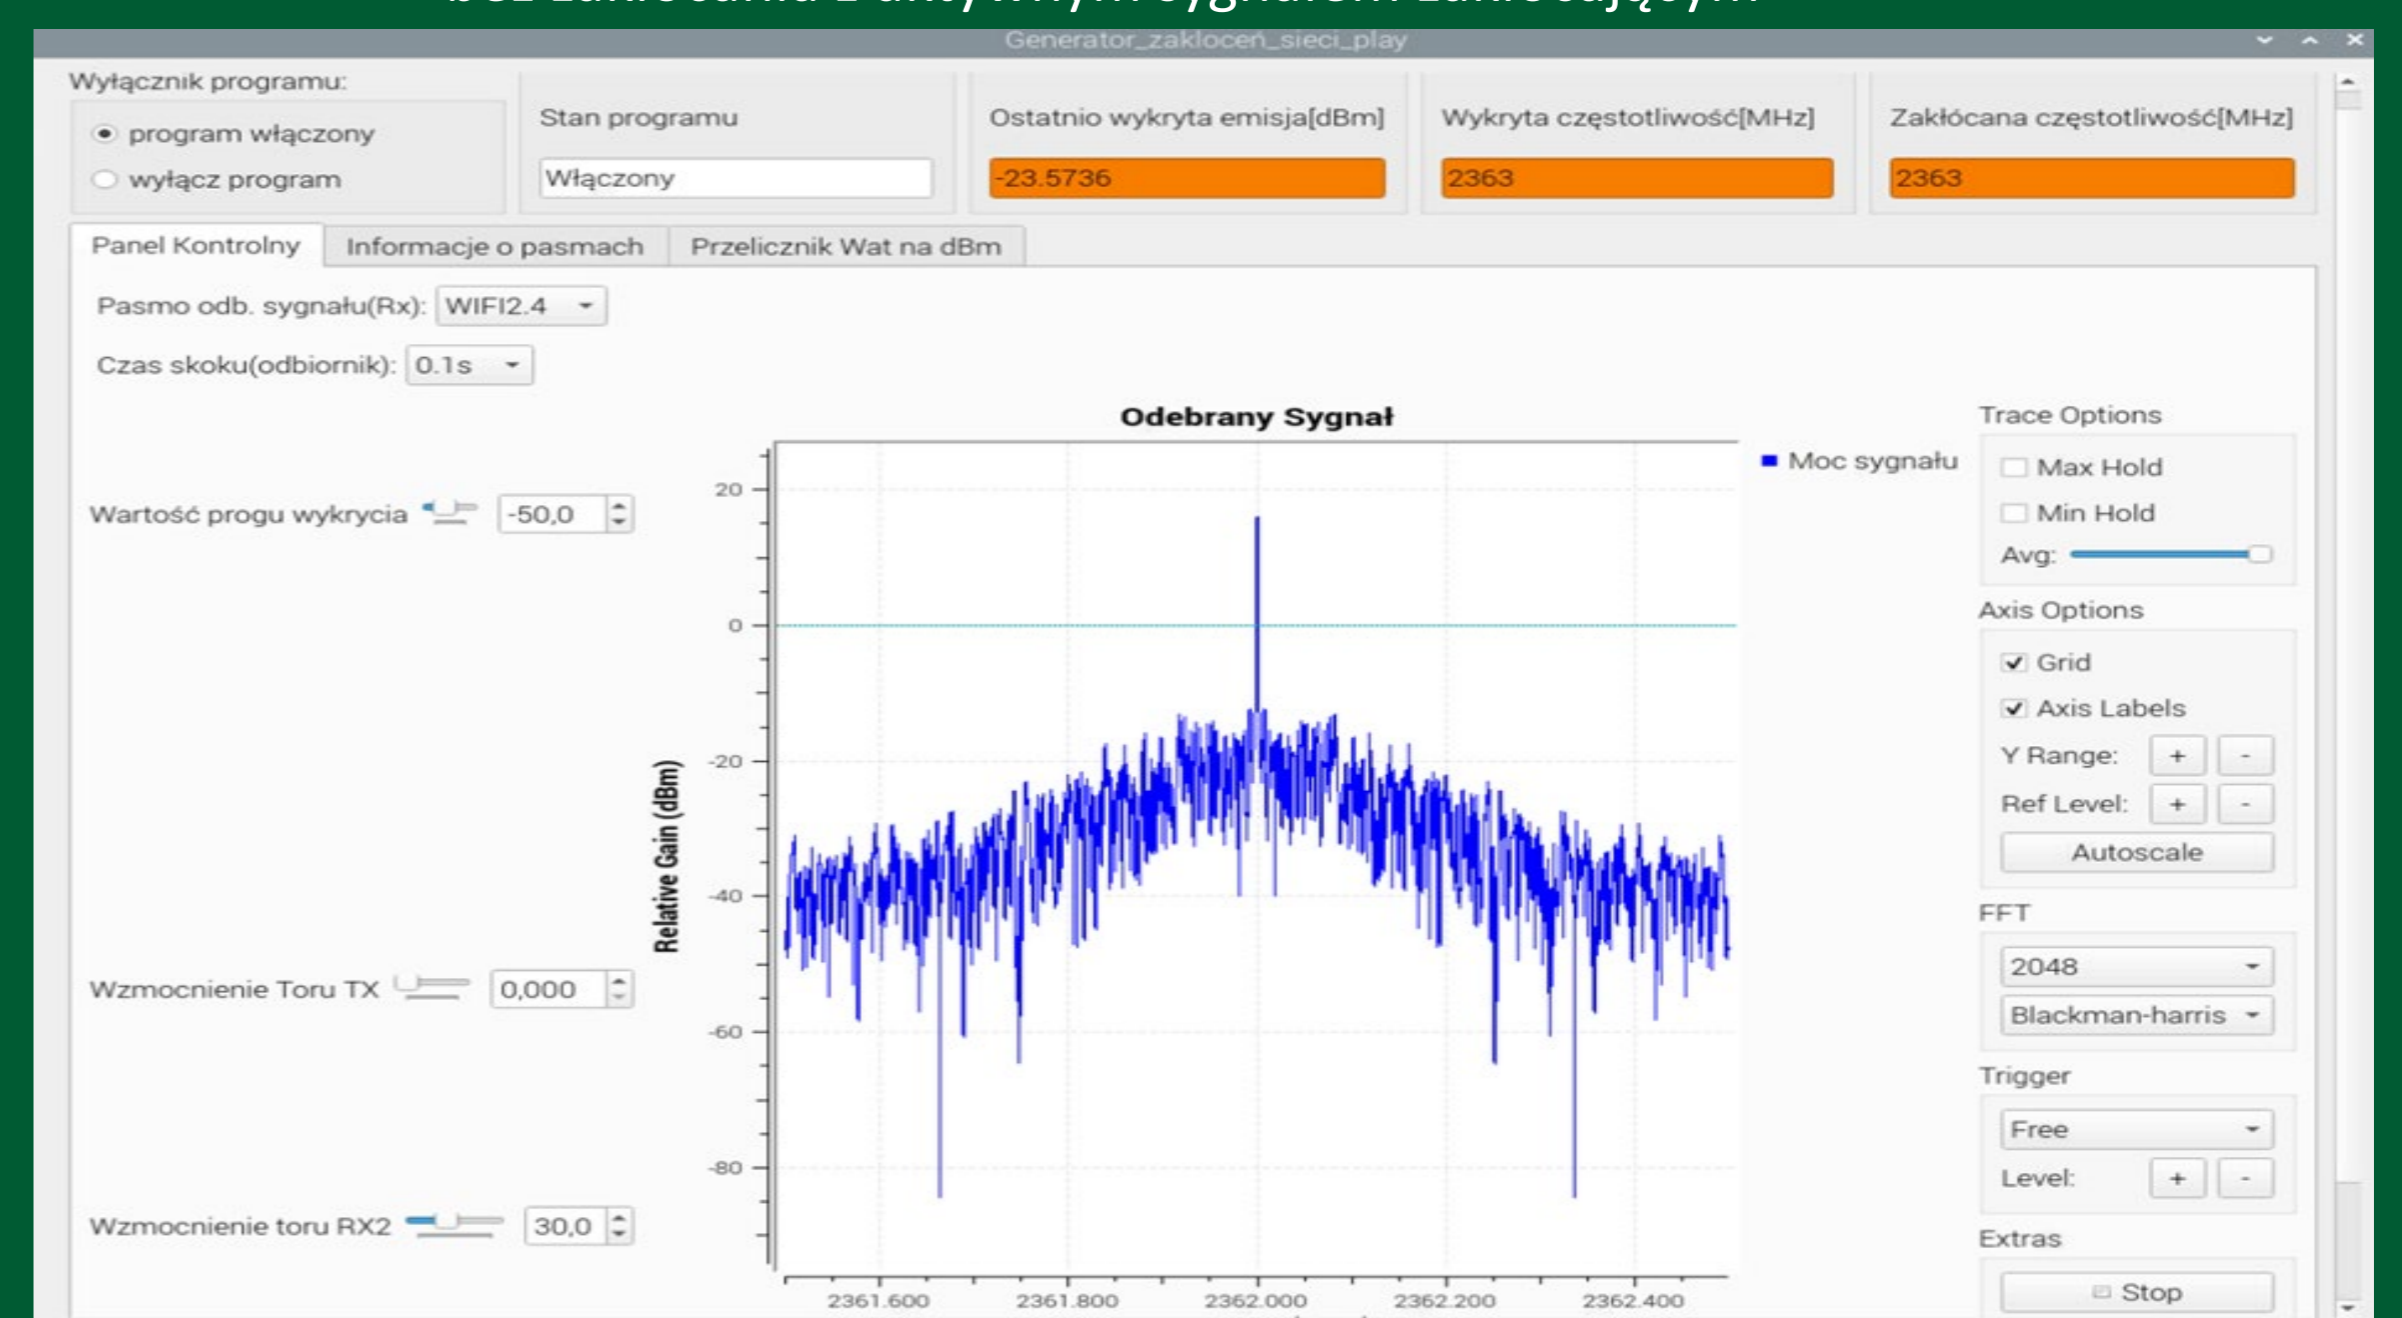 Generator_zakloceń_sieci_play
Wyłącznik programu:
program włączony
wyłącz program
Stan programu
Włączony
Ostatnio wykryta emisja[dBm]
-23.5736
Wykryta częstotliwość[MHz]
2363
Zakłócana częstotliwość[MHz]
2363
Panel Kontrolny
Informacje o pasmach
Przelicznik Wat na dBm
Pasmo odb. sygnału(Rx): WIFI2.4
Czas skoku(odbiornik): 0.1s
Wartość progu wykrycia -50,0
Wzmocnienie Toru TX 0,000
Wzmocnienie toru RX2 30,0
Odebrany Sygnał
Moc sygnału
Relative Gain (dBm)
20
0
-20
-40
-60
-80
2361.600 2361.800 2362.000 2362.200 2362.400
Trace Options
Max Hold
Min Hold
Avg:
Axis Options
Grid
Axis Labels
Y Range: + -
Ref Level: + -
Autoscale
FFT
2048
Blackman-harris
Trigger
Free
Level: + -
Extras
Stop